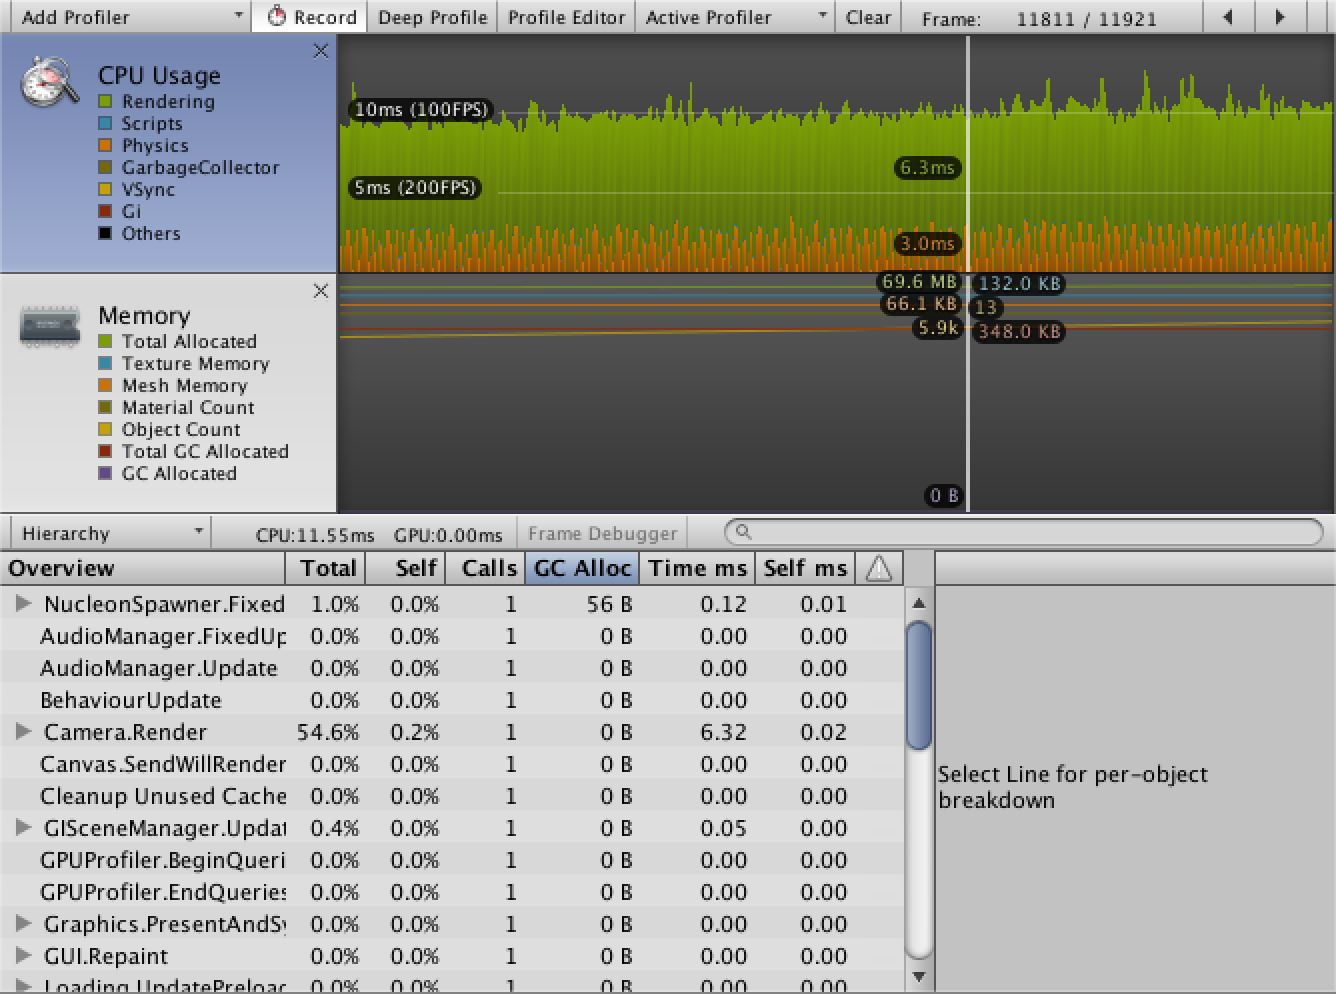 Add Profiler Record Deep Profile Profile Editor Active Profiler Clear Frame: 11811 / 11921
CPU Usage
Rendering
Scripts
Physics
GarbageCollector
VSync
Gi
Others
10ms (100FPS)
6.3ms
5ms (200FPS)
3.0ms
Memory
Total Allocated
Texture Memory
Mesh Memory
Material Count
Object Count
Total GC Allocated
GC Allocated
69.6 MB 132.0 KB
66.1 KB 13
5.9k 348.0 KB
0 B
Hierarchy CPU:11.55ms GPU:0.00ms Frame Debugger
Overview Total Self Calls GC Alloc Time ms Self ms
NucleonSpawner.Fixed 1.0% 0.0% 1 56 B 0.12 0.01
AudioManager.FixedUp 0.0% 0.0% 1 0 B 0.00 0.00
AudioManager.Update 0.0% 0.0% 1 0 B 0.00 0.00
BehaviourUpdate 0.0% 0.0% 1 0 B 0.00 0.00
Camera.Render 54.6% 0.2% 1 0 B 6.32 0.02
Canvas.SendWillRender 0.0% 0.0% 1 0 B 0.00 0.00
Cleanup Unused Cache 0.0% 0.0% 1 0 B 0.00 0.00
GISceneManager.Updat 0.4% 0.0% 1 0 B 0.05 0.00
GPUProfiler.BeginQueri 0.0% 0.0% 1 0 B 0.00 0.00
GPUProfiler.EndQueries 0.0% 0.0% 1 0 B 0.00 0.00
Graphics.PresentAndSy 0.0% 0.0% 1 0 B 0.00 0.00
GUI.Repaint 0.0% 0.0% 1 0 B 0.00 0.00
Loading.UpdatePreload 0.0% 0.0% 1 0 B 0.00 0.00
Select Line for per-object
breakdown